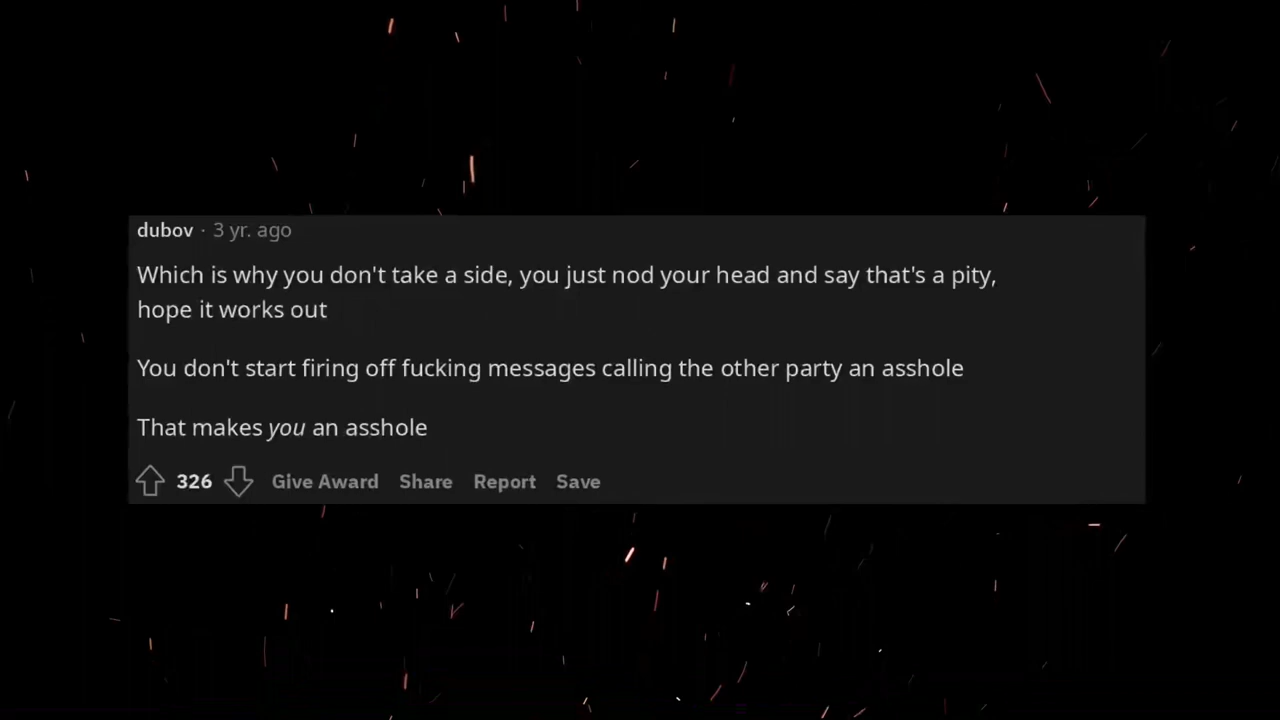 dubov · 3 yr. ago
Which is why you don't take a side, you just nod your head and say that's a pity,
hope it works out
You don't start firing off fucking messages calling the other party an asshole
That makes you an asshole
326 Give Award Share Report Save